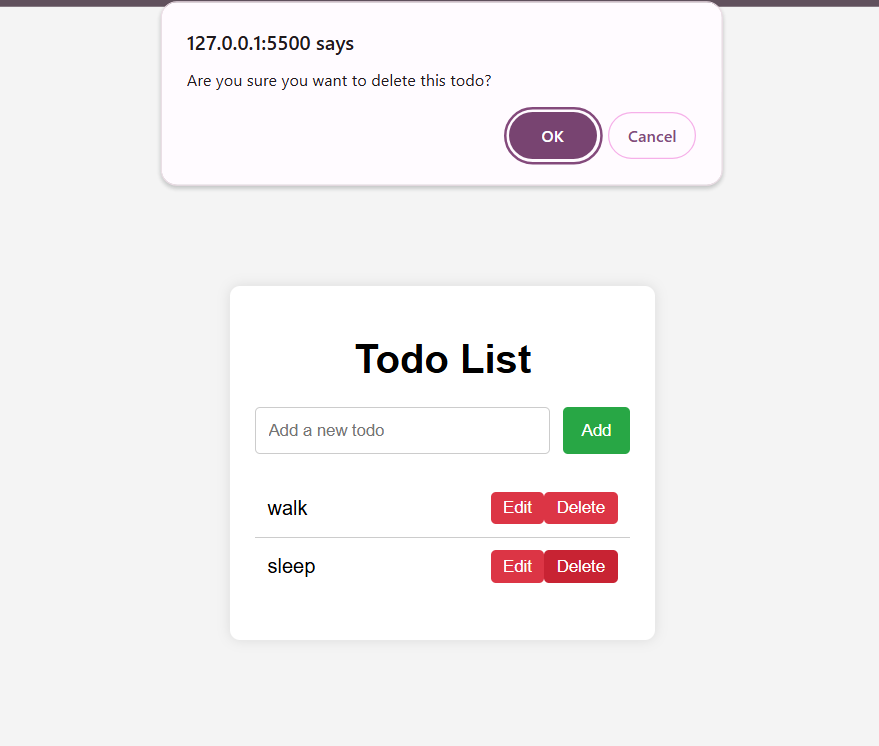 127.0.0.1:5500 says
Are you sure you want to delete this todo?
OK Cancel
Todo List
Add a new todo Add
walk Edit Delete
sleep Edit Delete